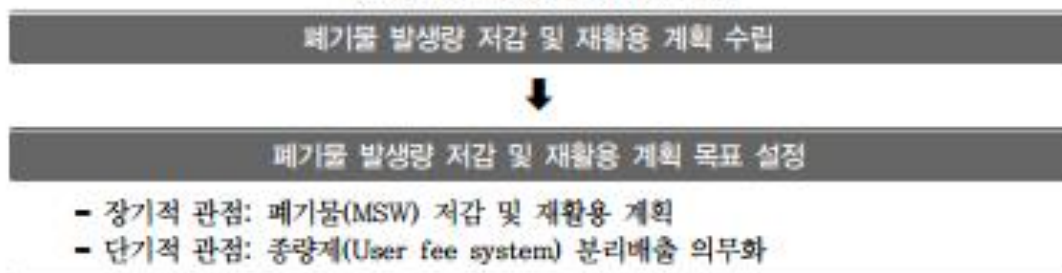 폐기물 발생량 저감 및 재활용 계획 수립
폐기물 발생량 저감 및 재활용 계획 목표 설정
- 장기적 관점: 폐기물(MSW) 저감 및 재활용 계획
- 단기적 관점: 종량제(User fee system) 분리배출 의무화